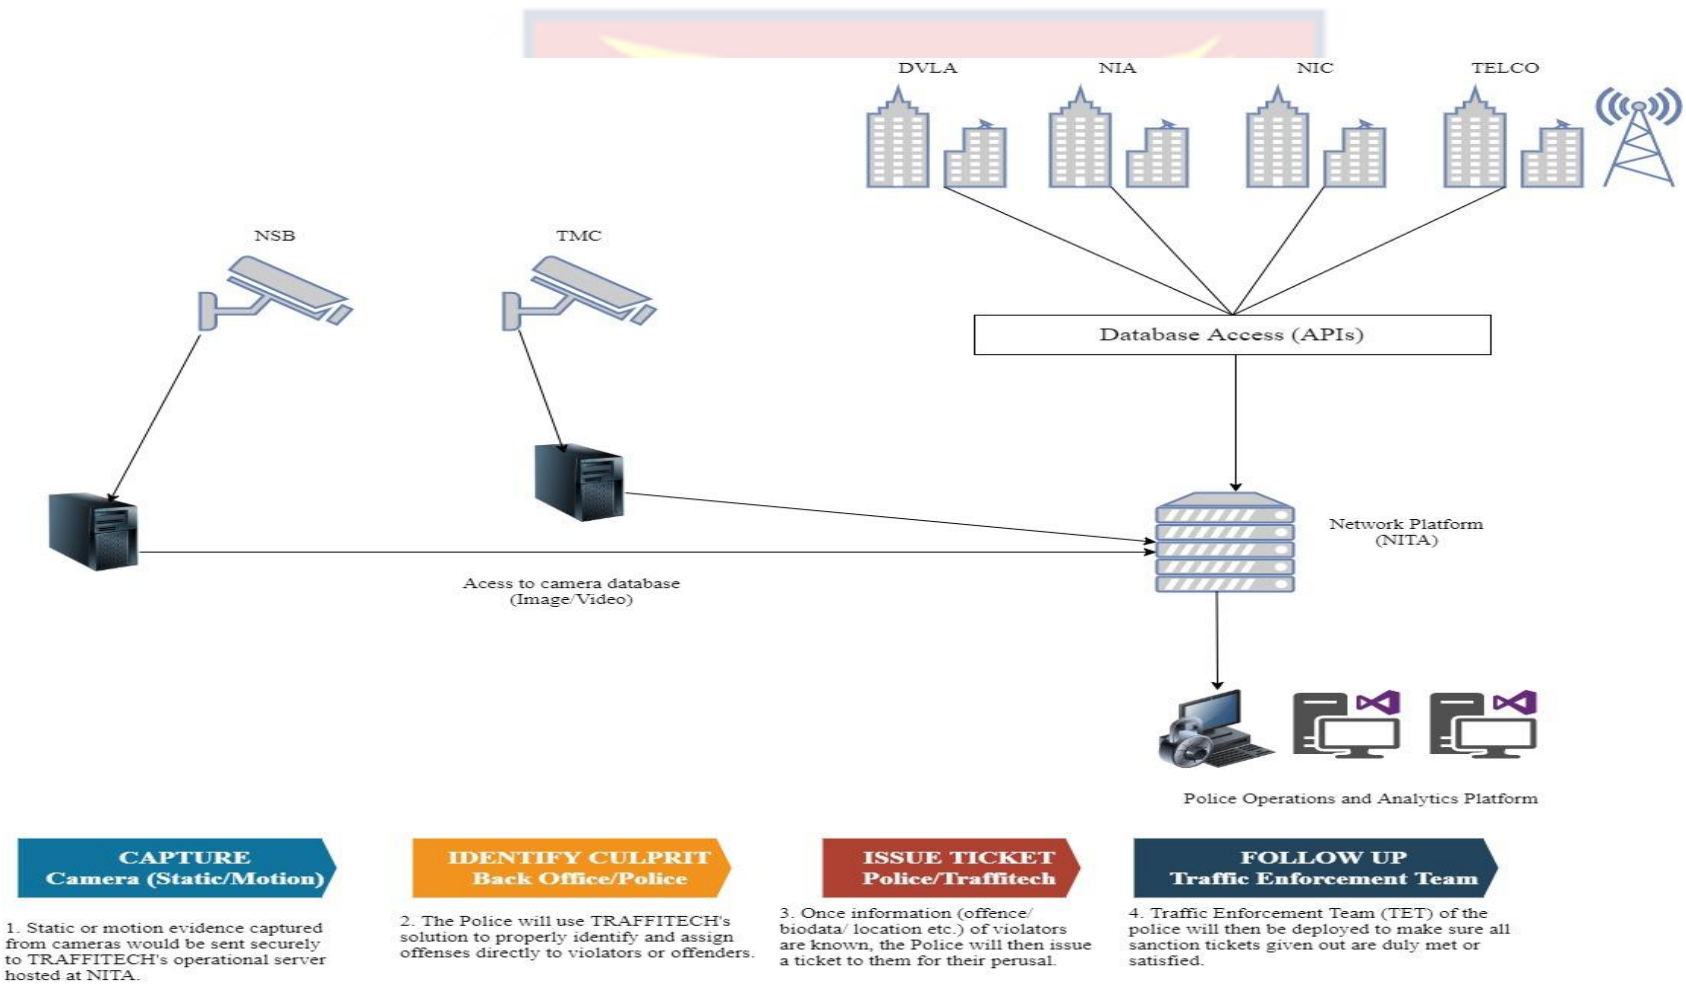 DVLA
NIA
NIC
TELCO
NSB
TMC
Database Access (APIs)
Network Platform
(NITA)
Acess to camera database
(Image/Video)
Police Operations and Analytics Platform
CAPTURE
Camera (Static/Motion)
1. Static or motion evidence captured
from cameras would be sent securely
to TRAFFITECH's operational server
hosted at NITA.
IDENTIFY CULPRIT
Back Office/Police
2. The Police will use TRAFFITECH's
solution to properly identify and assign
offenses directly to violators or offenders.
ISSUE TICKET
Police/Traffitech
3. Once information (offence/
biodata/ location etc.) of violators
are known, the Police will then issue
a ticket to them for their perusal.
FOLLOW UP
Traffic Enforcement Team
4. Traffic Enforcement Team (TET) of the
police will then be deployed to make sure all
sanction tickets given out are duly met or
satisfied.